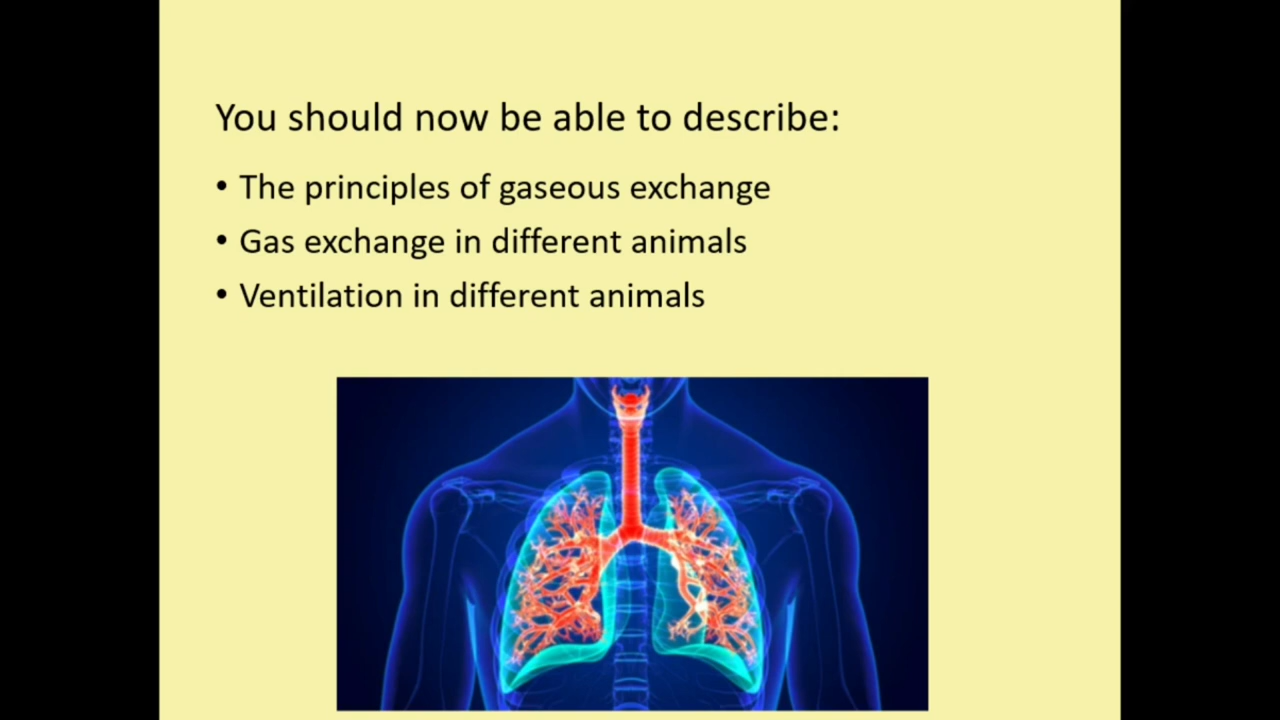 You should now be able to describe:
• The principles of gaseous exchange
• Gas exchange in different animals
• Ventilation in different animals